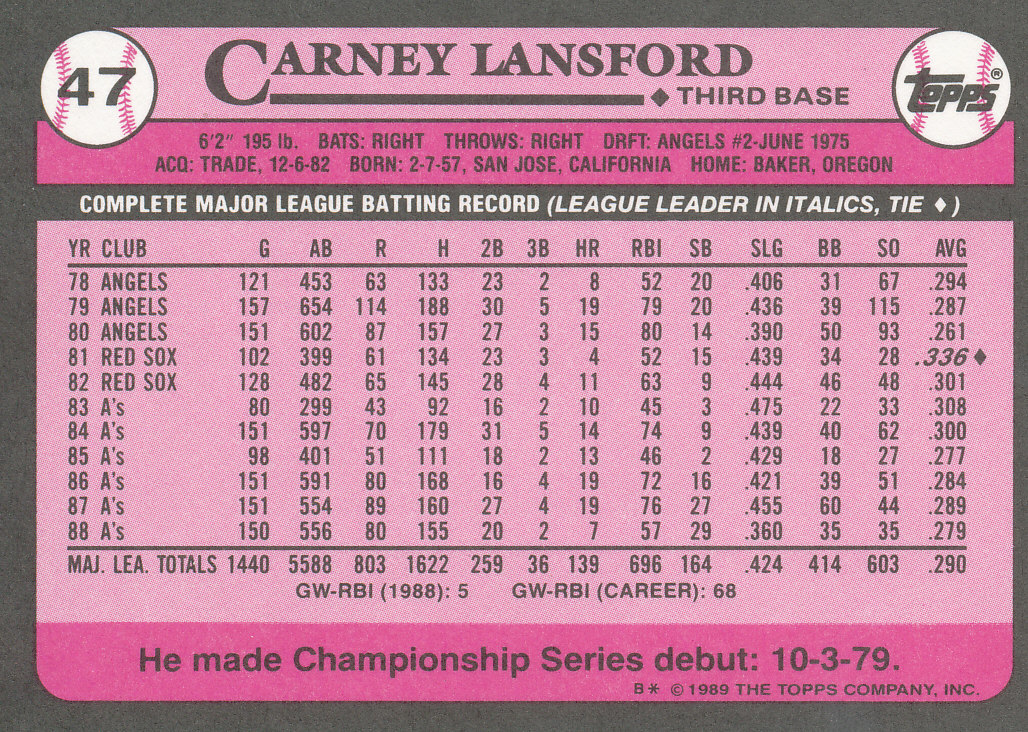 47
CARNEY LANSFORD
♦ THIRD BASE
TOPPS®
6'2" 195 lb. BATS: RIGHT THROWS: RIGHT DRFT: ANGELS #2-JUNE 1975
ACQ: TRADE, 12-6-82 BORN: 2-7-57, SAN JOSE, CALIFORNIA HOME: BAKER, OREGON
COMPLETE MAJOR LEAGUE BATTING RECORD (LEAGUE LEADER IN ITALICS, TIE ♦)
YR CLUB G AB R H 2B 3B HR RBI SB SLG BB SO AVG
78 ANGELS 121 453 63 133 23 2 8 52 20 .406 31 67 .294
79 ANGELS 157 654 114 188 30 5 19 79 20 .436 39 115 .287
80 ANGELS 151 602 87 157 27 3 15 80 14 .390 50 93 .261
81 RED SOX 102 399 61 134 23 3 4 52 15 .439 34 28 .336♦
82 RED SOX 128 482 65 145 28 4 11 63 9 .444 46 48 .301
83 A's 80 299 43 92 16 2 10 45 3 .475 22 33 .308
84 A's 151 597 70 179 31 5 14 74 9 .439 40 62 .300
85 A's 98 401 51 111 18 2 13 46 2 .429 18 27 .277
86 A's 151 591 80 168 16 4 19 72 16 .421 39 51 .284
87 A's 151 554 89 160 27 4 19 76 27 .455 60 44 .289
88 A's 150 556 80 155 20 2 7 57 29 .360 35 35 .279
MAJ. LEA. TOTALS 1440 5588 803 1622 259 36 139 696 164 .424 414 603 .290
GW-RBI (1988): 5 GW-RBI (CAREER): 68
He made Championship Series debut: 10-3-79.
B* © 1989 THE TOPPS COMPANY, INC.